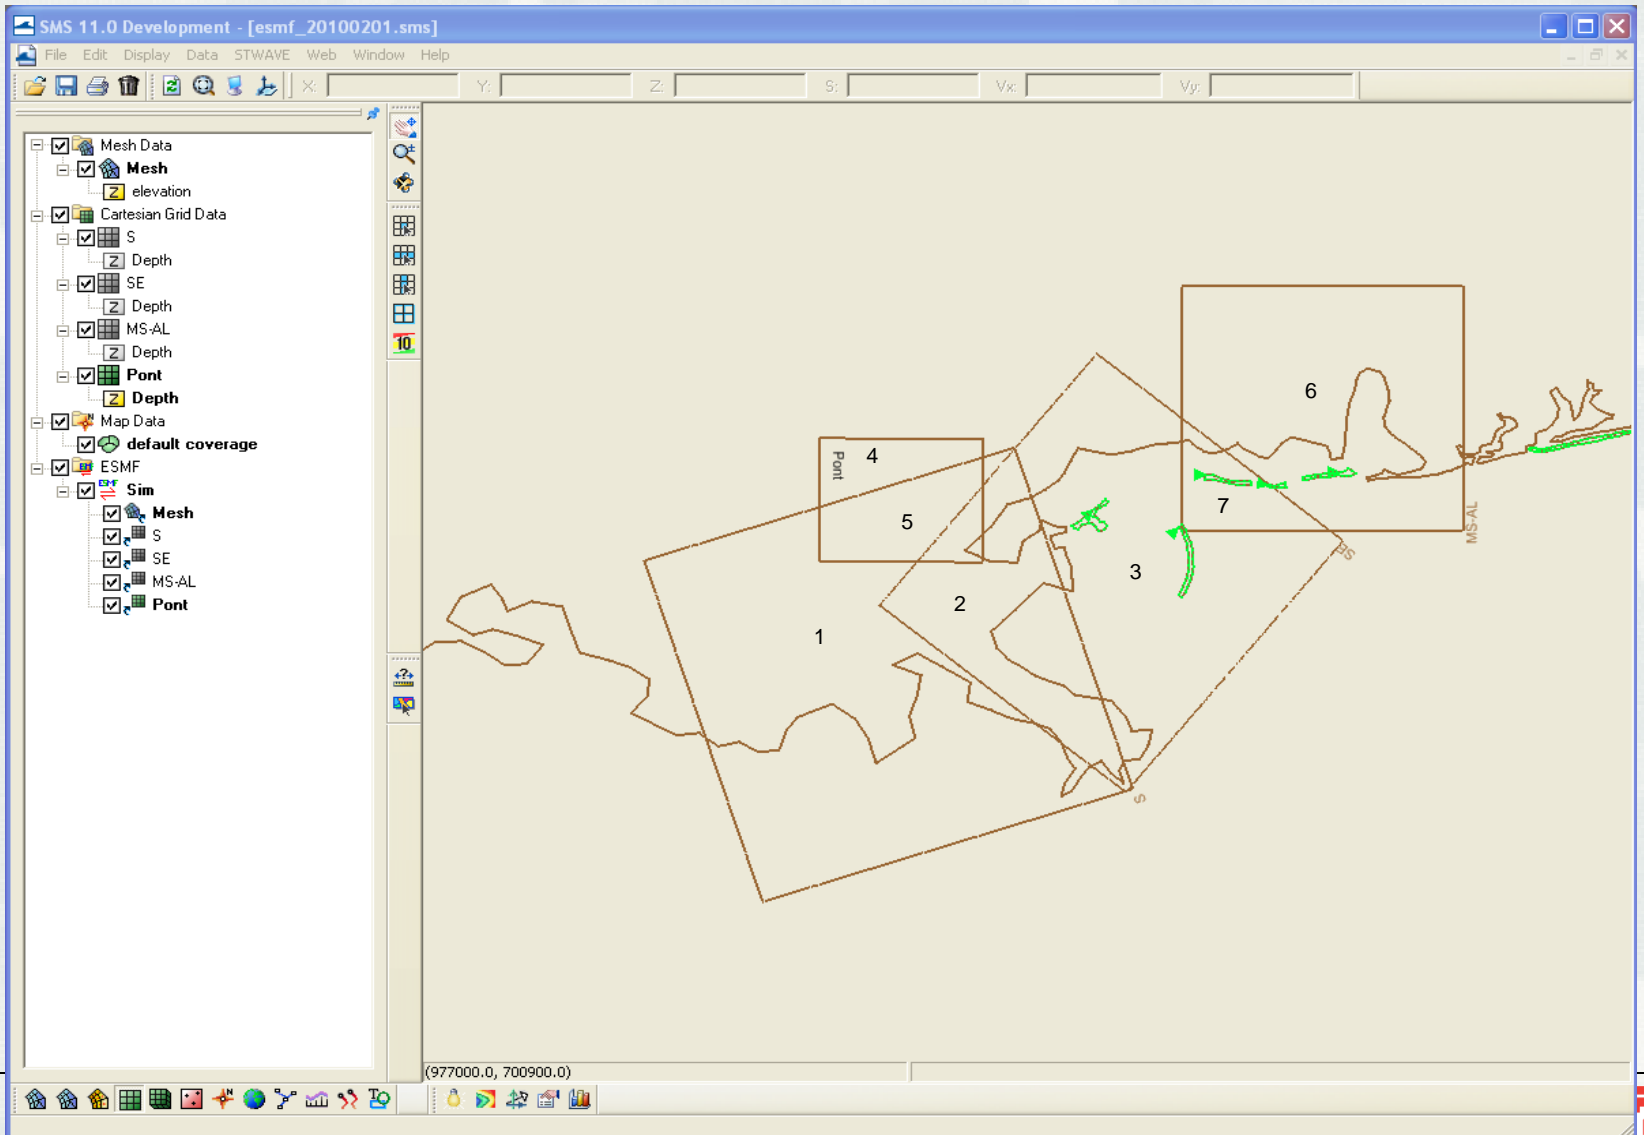 SMS 11.0 Development - [esmf_20100201.sms]
File Edit Display Data STWAVE Web Window Help
X: Y: Z: S: Vx: Vy:
Mesh Data
Mesh
Z elevation
Cartesian Grid Data
S
Z Depth
SE
Z Depth
MS-AL
Z Depth
Pont
Z Depth
Map Data
default coverage
ESMF
Sim
Mesh
S
SE
MS-AL
Pont
10
6
4
Pont
5
7
MS-AL
SE
3
2
1
S
(977000.0, 700900.0)